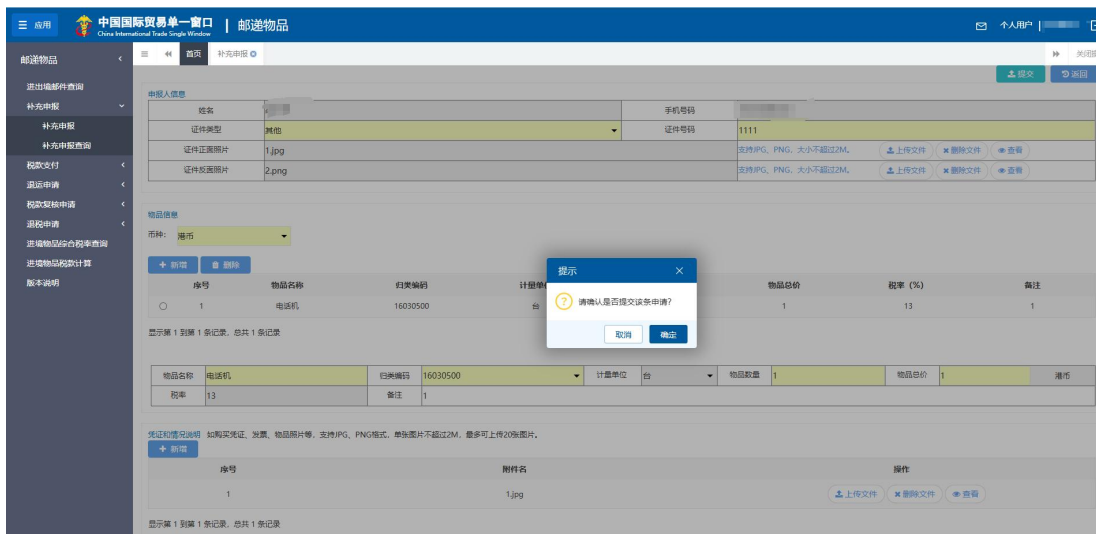 应用 中国国际贸易单一窗口 | 邮递物品 个人用户 |
China International Trade Single Window
邮递物品
首页 补充申报
进出境邮件查询
补充申报
补充申报
补充申报查询
税款支付
退运申请
税款复核申请
退税申请
进境物品综合税率查询
进境物品税款计算
版本说明
提交 返回
申报人信息
姓名 手机号码
证件类型 其他 证件号码 1111
证件正面照片 1.jpg 支持JPG、PNG, 大小不超过2M。 上传文件 删除文件 查看
证件反面照片 2.png 支持JPG、PNG, 大小不超过2M。 上传文件 删除文件 查看
物品信息
币种: 港币
新增 删除
序号 物品名称 归类编码 计量单 物品总价 税率 (%) 备注
1 电话机 16030500 台 1 13 1
显示第 1 到第 1 条记录, 总共 1 条记录
提示
请确认是否提交该条申请?
取消 确定
物品名称 电话机 归类编码 16030500 计量单位 台 物品数量 1 物品总价 1 港币
税率 13 备注 1
凭证和情况说明 如购买凭证、发票、物品照片等, 支持JPG、PNG格式, 单张图片不超过2M, 最多可上传20张图片。
新增
序号 附件名 操作
1 1.jpg 上传文件 删除文件 查看
显示第 1 到第 1 条记录, 总共 1 条记录